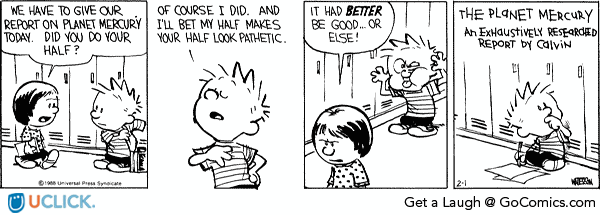 WE HAVE TO GIVE OUR
REPORT ON PLANET MERCURY
TODAY. DID YOU DO YOUR
HALF?
OF COURSE I DID. AND
I'LL BET MY HALF MAKES
YOUR HALF LOOK PATHETIC.
IT HAD BETTER
BE GOOD... OR
ELSE!
THE PLANET MERCURY
AN EXHAUSTIVELY RESEARCHED
REPORT BY CALVIN
©1988 Universal Press Syndicate
2-1
WATTERSON
UCLICK.
Get a Laugh @ GoComics.com